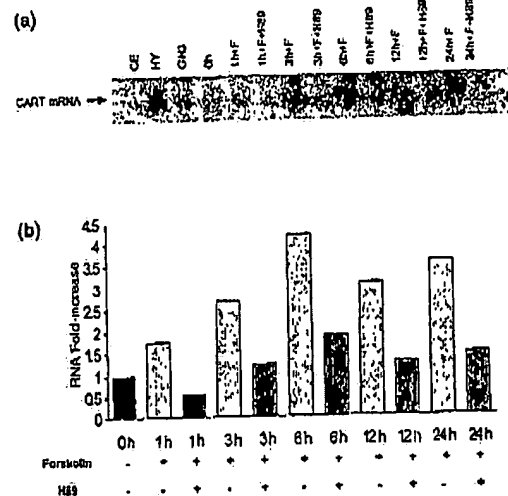 (a)
CE HY GH3 0h 1h+F 1h+F+H89 3h+F 3h+F+H89 6h+F 6h+F+H89 12h+F 12h+F+H89 24h+F 24h+F+H89
CART mRNA
(b)
RNA Fold-increase
4.5
4
3.5
3
2.5
2
1.5
1
0.5
0
0h 1h 1h 3h 3h 6h 6h 12h 12h 24h 24h
Forskolin - + + + + + + + + + +
H89 - - + - + - + - + - +